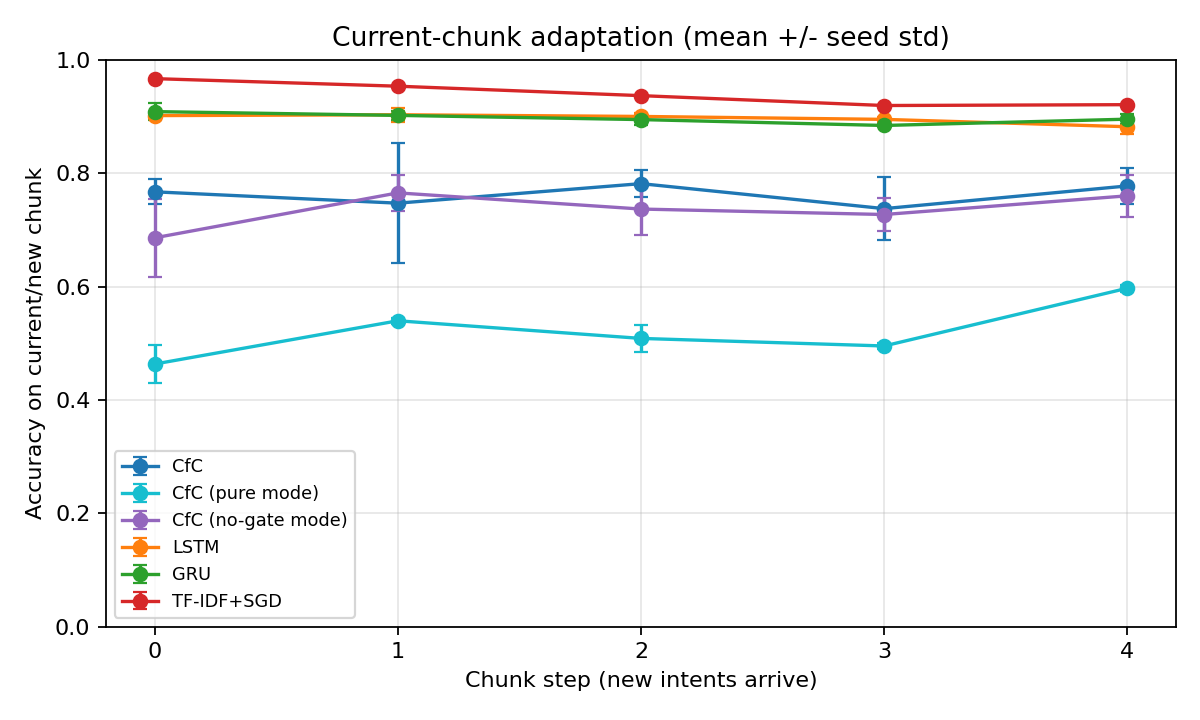 Current-chunk adaptation (mean +/- seed std)
1.0
0.8
0.6
0.4
0.2
0.0
Accuracy on current/new chunk
CfC
CfC (pure mode)
CfC (no-gate mode)
LSTM
GRU
TF-IDF+SGD
0 1 2 3 4
Chunk step (new intents arrive)